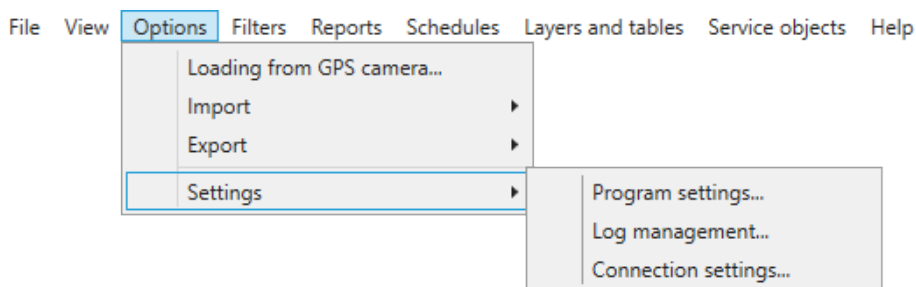 File View Options Filters Reports Schedules Layers and tables Service objects Help
Loading from GPS camera...
Import
Export
Settings
Program settings...
Log management...
Connection settings...